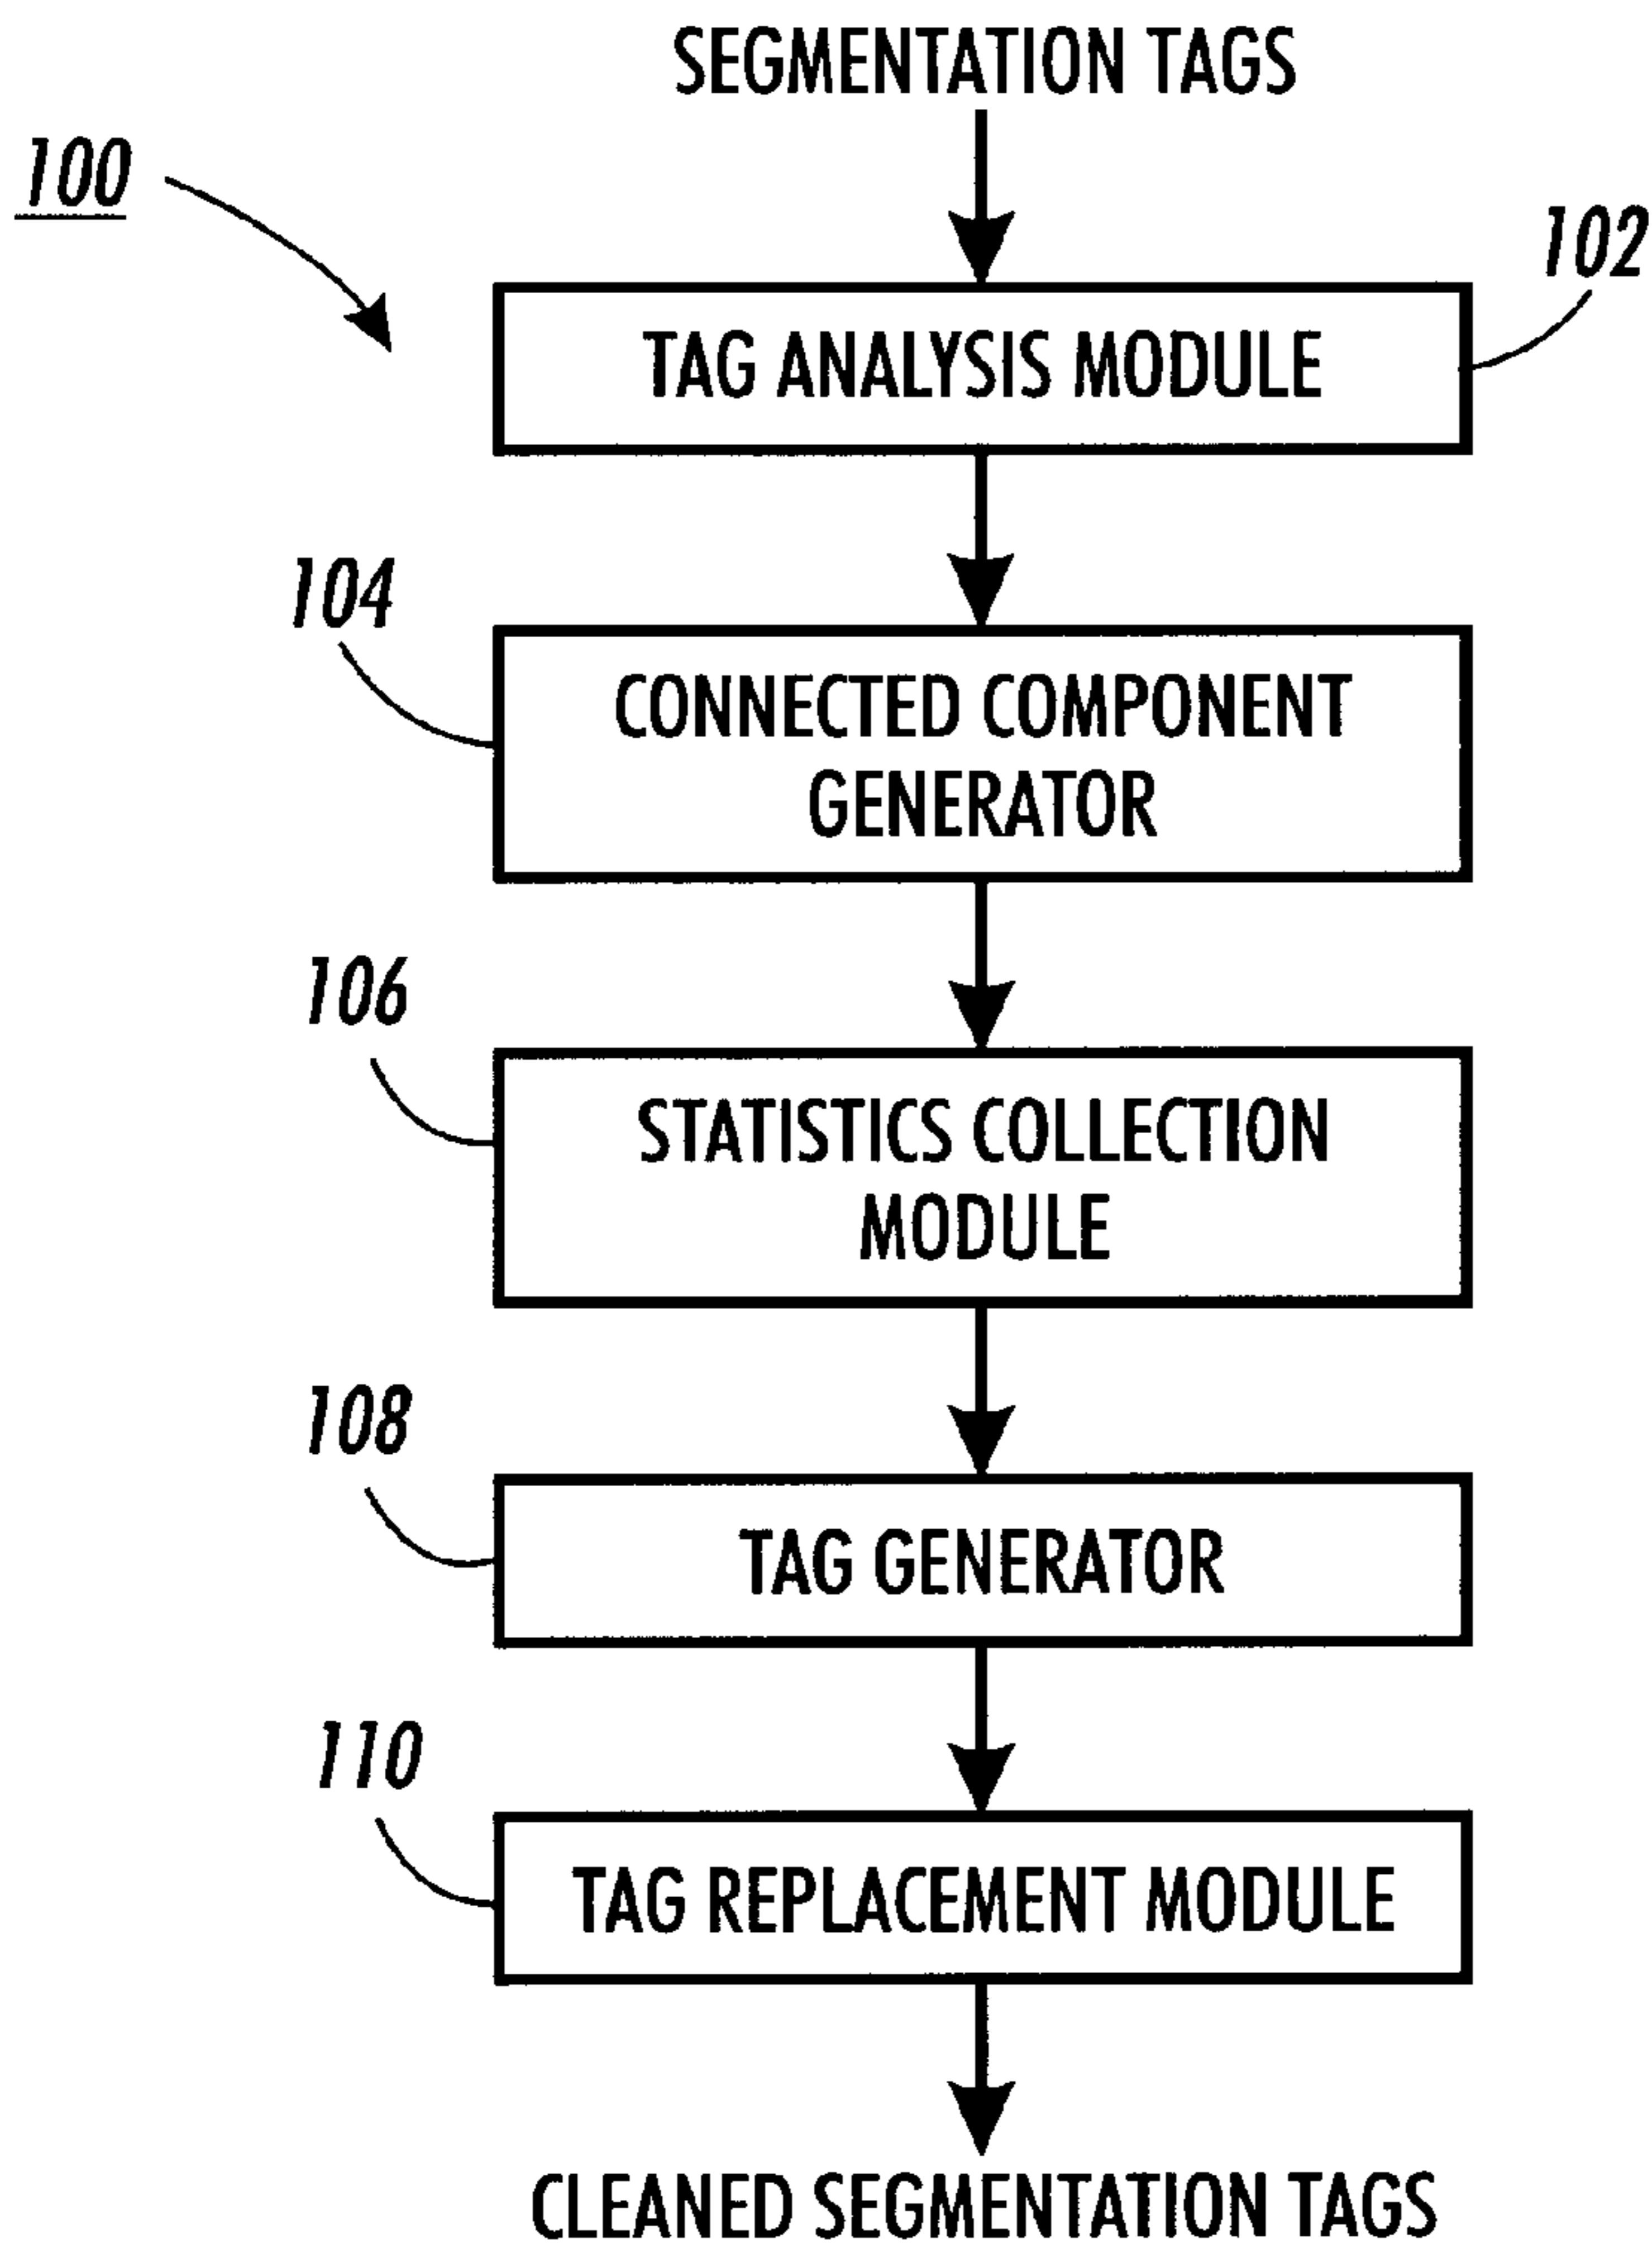 SEGMENTATION TAGS
100
102
TAG ANALYSIS MODULE
104
CONNECTED COMPONENT
GENERATOR
106
STATISTICS COLLECTION
MODULE
108
TAG GENERATOR
110
TAG REPLACEMENT MODULE
CLEANED SEGMENTATION TAGS